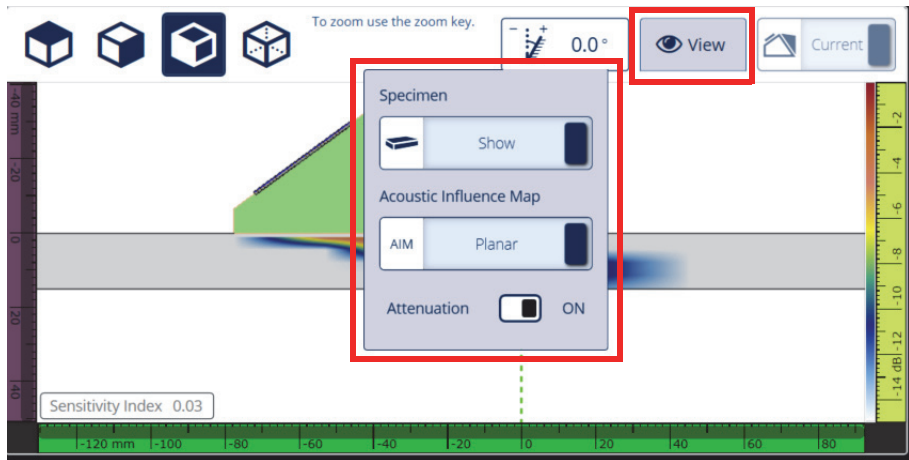 To zoom use the zoom key.
- +
0.0 °
View
Current
Specimen
Show
Acoustic Influence Map
AIM
Planar
Attenuation
ON
-40 mm
-20
0
20
40
-2
-4
-6
-8
-10
-12
-14 dB
Sensitivity Index 0.03
-120 mm -100 -80 -60 -40 -20 0 20 40 60 80